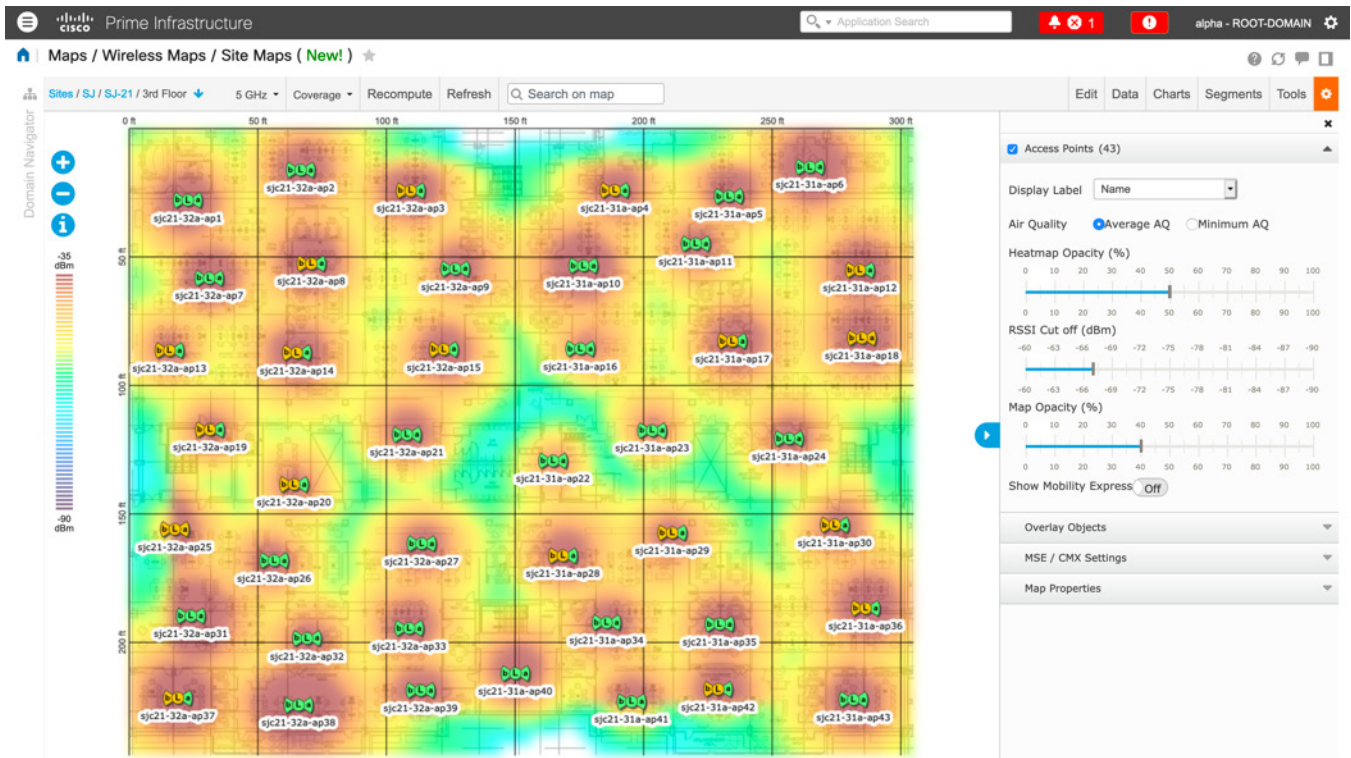 cisco Prime Infrastructure
Application Search
1
alpha - ROOT-DOMAIN
Maps / Wireless Maps / Site Maps ( New! )
Domain Navigator
Sites / SJ / SJ-21 / 3rd Floor
5 GHz
Coverage
Recompute
Refresh
Search on map
Edit
Data
Charts
Segments
Tools
0 ft
50 ft
100 ft
150 ft
200 ft
250 ft
300 ft
50 ft
100 ft
150 ft
200 ft
-35
dBm
-90
dBm
sjc21-32a-ap1
sjc21-32a-ap2
sjc21-32a-ap3
sjc21-31a-ap4
sjc21-31a-ap5
sjc21-31a-ap6
sjc21-32a-ap7
sjc21-32a-ap8
sjc21-32a-ap9
sjc21-31a-ap10
sjc21-31a-ap11
sjc21-31a-ap12
sjc21-32a-ap13
sjc21-32a-ap14
sjc21-32a-ap15
sjc21-31a-ap16
sjc21-31a-ap17
sjc21-31a-ap18
sjc21-32a-ap19
sjc21-32a-ap20
sjc21-32a-ap21
sjc21-31a-ap22
sjc21-31a-ap23
sjc21-31a-ap24
sjc21-32a-ap25
sjc21-32a-ap26
sjc21-32a-ap27
sjc21-31a-ap28
sjc21-31a-ap29
sjc21-31a-ap30
sjc21-32a-ap31
sjc21-32a-ap32
sjc21-32a-ap33
sjc21-31a-ap34
sjc21-31a-ap35
sjc21-31a-ap36
sjc21-32a-ap37
sjc21-32a-ap38
sjc21-32a-ap39
sjc21-31a-ap40
sjc21-31a-ap41
sjc21-31a-ap42
sjc21-31a-ap43
Access Points (43)
Display Label
Name
Air Quality
Average AQ
Minimum AQ
Heatmap Opacity (%)
0 10 20 30 40 50 60 70 80 90 100
0 10 20 30 40 50 60 70 80 90 100
RSSI Cut off (dBm)
-60 -63 -66 -69 -72 -75 -78 -81 -84 -87 -90
-60 -63 -66 -69 -72 -75 -78 -81 -84 -87 -90
Map Opacity (%)
0 10 20 30 40 50 60 70 80 90 100
0 10 20 30 40 50 60 70 80 90 100
Show Mobility Express
Off
Overlay Objects
MSE / CMX Settings
Map Properties